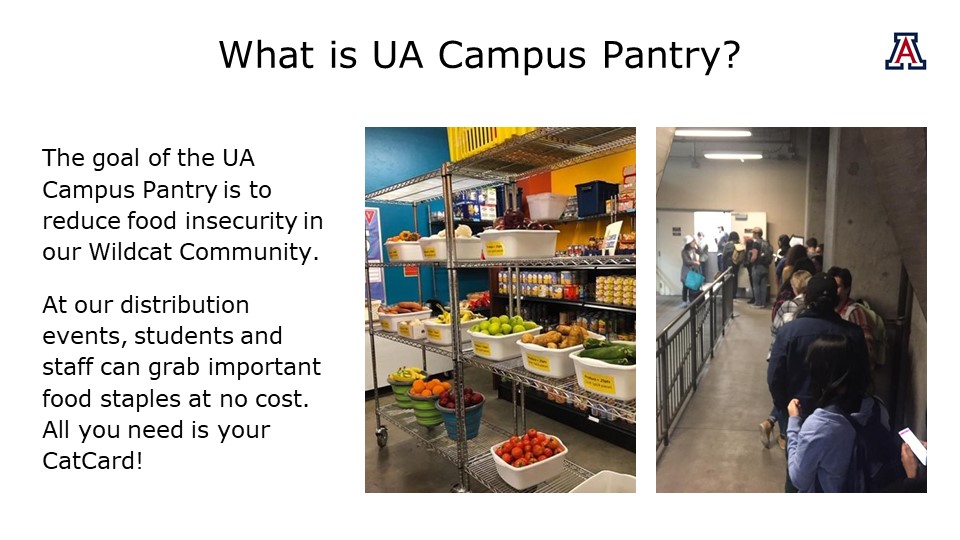 What is UA Campus Pantry?
A
The goal of the UA
Campus Pantry is to
reduce food insecurity in
our Wildcat Community.
At our distribution
events, students and
staff can grab important
food staples at no cost.
All you need is your
CatCard!